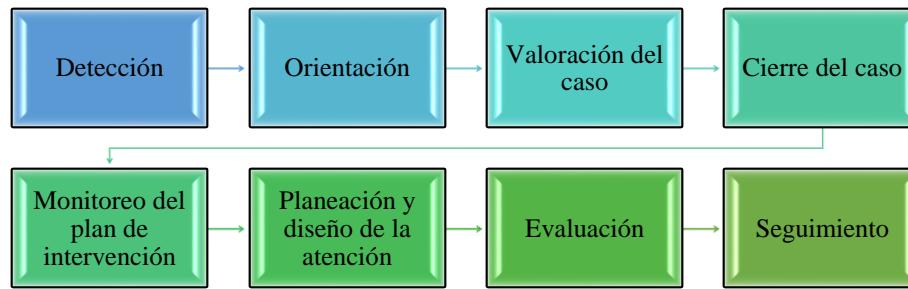 Detección
Orientación
Valoración del
caso
Cierre del caso
Monitoreo del
plan de
intervención
Planeación y
diseño de la
atención
Evaluación
Seguimiento